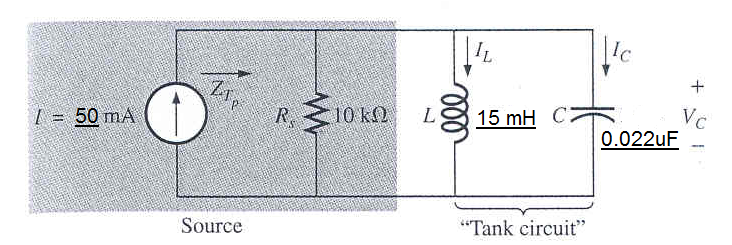 I = 50 mA
Z_Tp
R_s
10 kΩ
I_L
L
15 mH
I_C
C
0.022uF
+
V_C
−
Source
"Tank circuit"